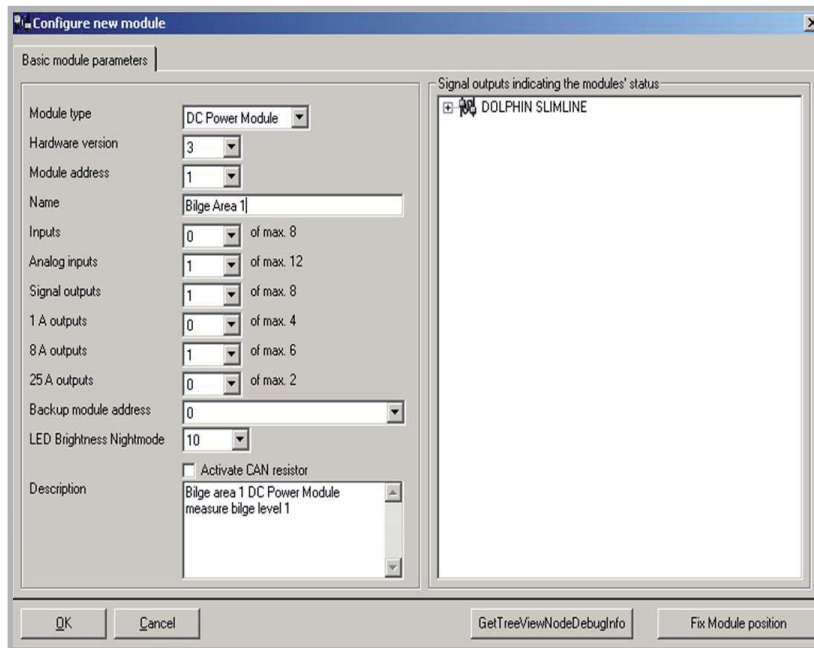 Configure new module
Basic module parameters
Module type DC Power Module
Hardware version 3
Module address 1
Name Bilge Area 1
Inputs 0 of max. 8
Analog inputs 1 of max. 12
Signal outputs 1 of max. 8
1 A outputs 0 of max. 4
8 A outputs 1 of max. 6
25 A outputs 0 of max. 2
Backup module address 0
LED Brightness Nightmode 10
Activate CAN resistor
Description
Bilge area 1 DC Power Module
measure bilge level 1
Signal outputs indicating the modules' status
DOLPHIN SLIMLINE
OK Cancel GetTreeViewNodeDebugInfo Fix Module position